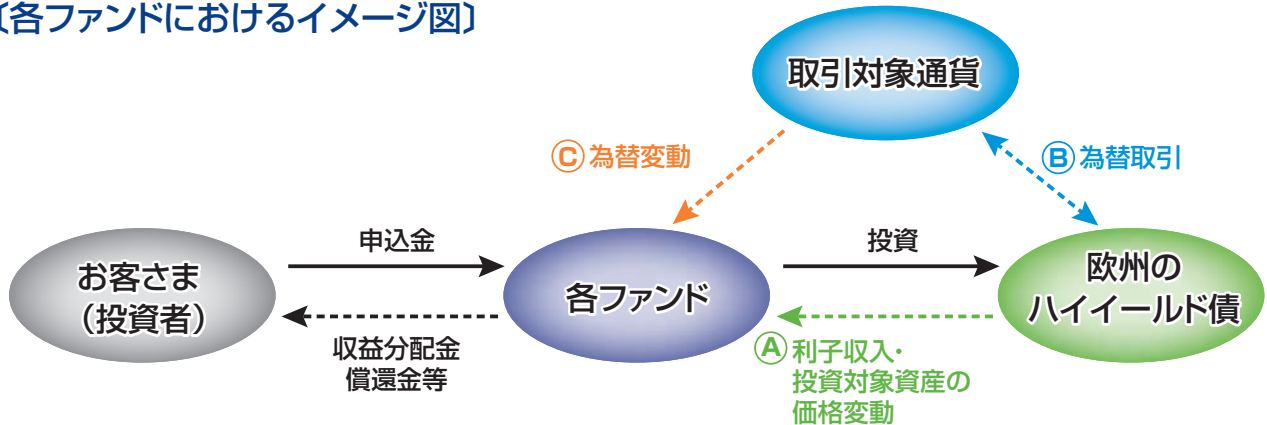 〔各ファンドにおけるイメージ図〕
取引対象通貨
Ⓒ為替変動
Ⓑ為替取引
申込金
投資
お客さま
（投資者）
各ファンド
欧州の
ハイイールド債
収益分配金
償還金等
Ⓐ利子収入・
投資対象資産の
価格変動